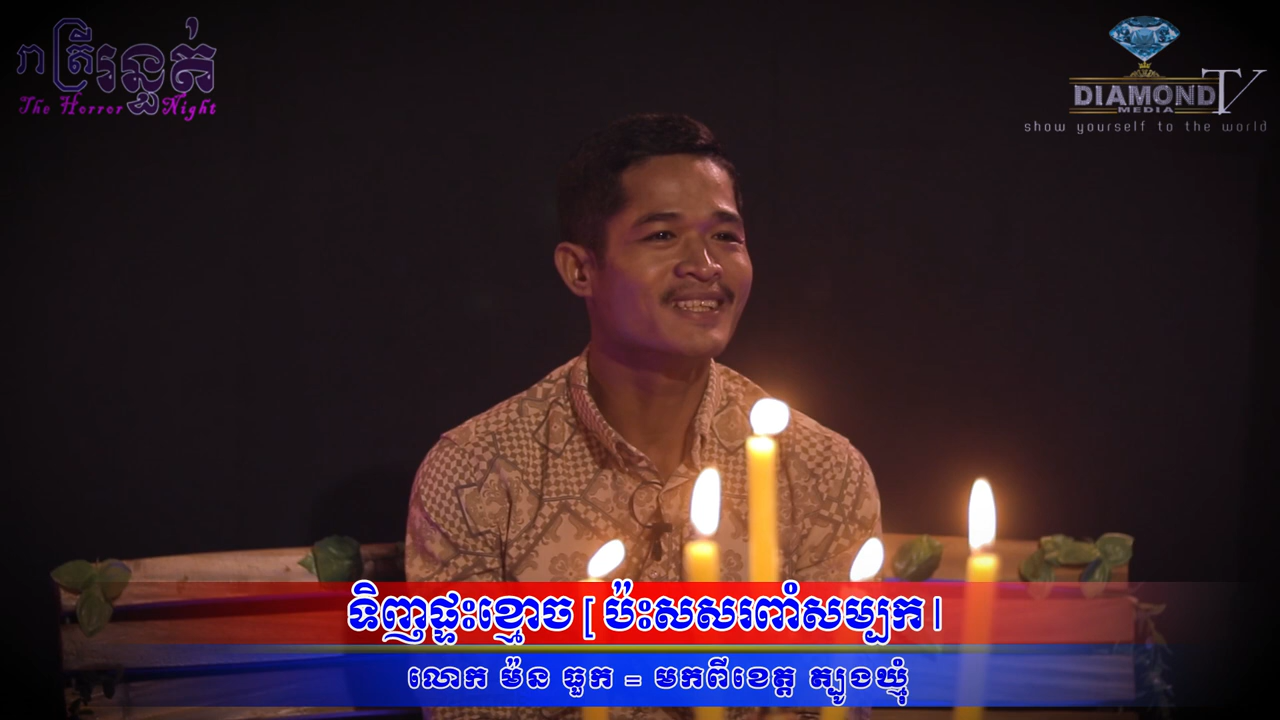 រាត្រីរន្ធត់
The Horror Night
DIAMOND TV
MEDIA
show yourself to the world
ទិញផ្ទះខ្មោច [ ប៉ះសសរពាំសម្បក |
លោក ម៉ន ធួក = មកពីខេត្ត ត្បូងឃ្មុំ